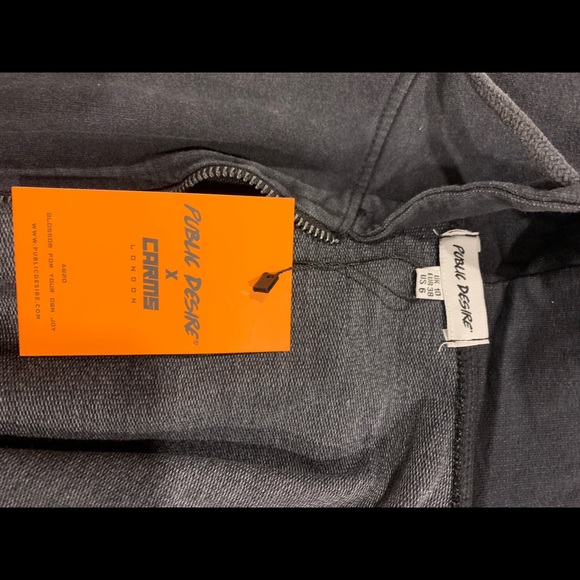 PUBLIC DESIRE®
X
CARMS
LONDON
ABPO
BLOSSOM FOR YOUR OWN JOY
WWW.PUBLICDESIRE.COM
PUBLIC DESIRE
UK 10
EUR 38
US 6